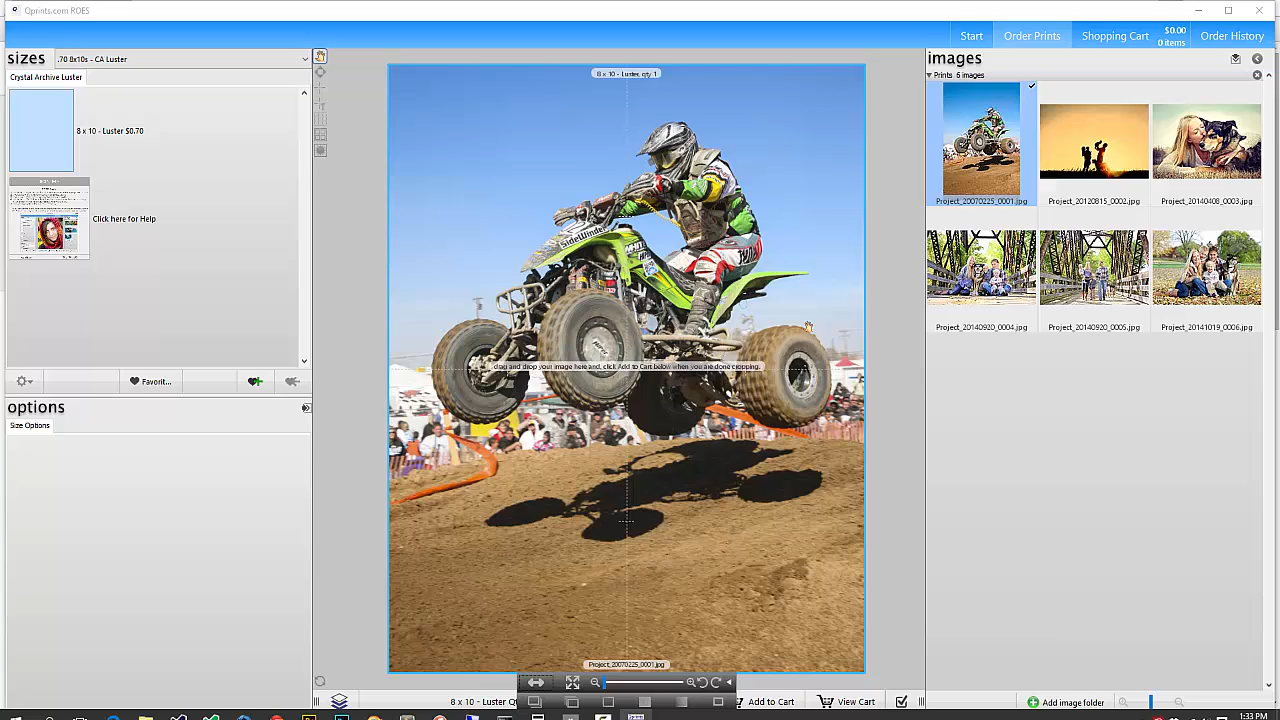 Qprints.com ROES
Start
Order Prints
Shopping Cart
$0.00
0 items
Order History
sizes
.70 8x10s - CA Luster
Crystal Archive Luster
8 x 10 - Luster $0.70
Click here for Help
Favorit...
options
Size Options
8 x 10 - Luster, qty 1
SideWinder
drag and drop your image here and, click Add to Cart below when you are done cropping.
Project_20070225_0001.jpg
8 x 10 - Luster Q
Add to Cart
View Cart
images
Prints 6 images
Project_20070225_0001.jpg
Project_20120815_0002.jpg
Project_20140408_0003.jpg
Project_20140920_0004.jpg
Project_20140920_0005.jpg
Project_20141019_0006.jpg
Add image folder
1:33 PM